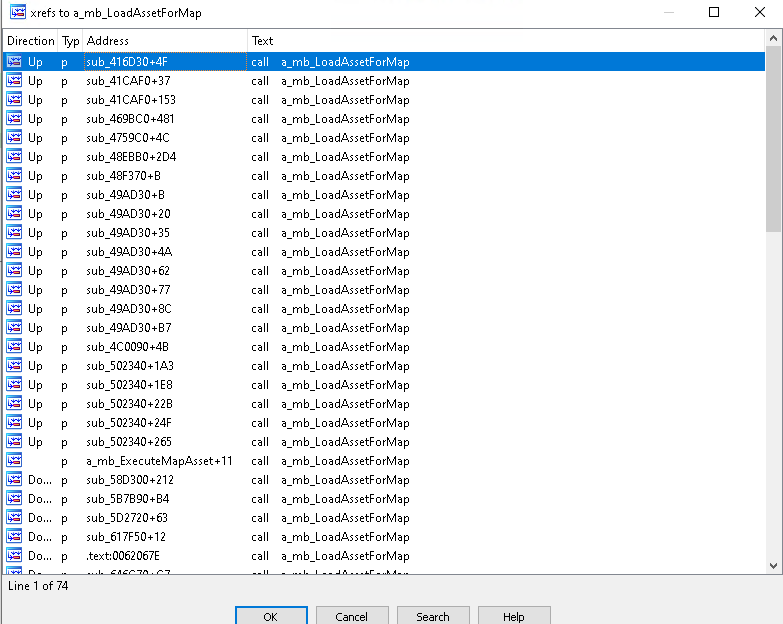 xrefs to a_mb_LoadAssetForMap
Direction Typ Address Text
Up p sub_416D30+4F call a_mb_LoadAssetForMap
Up p sub_41CAF0+37 call a_mb_LoadAssetForMap
Up p sub_41CAF0+153 call a_mb_LoadAssetForMap
Up p sub_469BC0+481 call a_mb_LoadAssetForMap
Up p sub_4759C0+4C call a_mb_LoadAssetForMap
Up p sub_48EBB0+2D4 call a_mb_LoadAssetForMap
Up p sub_48F370+B call a_mb_LoadAssetForMap
Up p sub_49AD30+B call a_mb_LoadAssetForMap
Up p sub_49AD30+20 call a_mb_LoadAssetForMap
Up p sub_49AD30+35 call a_mb_LoadAssetForMap
Up p sub_49AD30+4A call a_mb_LoadAssetForMap
Up p sub_49AD30+62 call a_mb_LoadAssetForMap
Up p sub_49AD30+77 call a_mb_LoadAssetForMap
Up p sub_49AD30+8C call a_mb_LoadAssetForMap
Up p sub_49AD30+B7 call a_mb_LoadAssetForMap
Up p sub_4C0090+4B call a_mb_LoadAssetForMap
Up p sub_502340+1A3 call a_mb_LoadAssetForMap
Up p sub_502340+1E8 call a_mb_LoadAssetForMap
Up p sub_502340+22B call a_mb_LoadAssetForMap
Up p sub_502340+24F call a_mb_LoadAssetForMap
Up p sub_502340+265 call a_mb_LoadAssetForMap
p a_mb_ExecuteMapAsset+11 call a_mb_LoadAssetForMap
Do... p sub_58D300+212 call a_mb_LoadAssetForMap
Do... p sub_5B7B90+B4 call a_mb_LoadAssetForMap
Do... p sub_5D2720+63 call a_mb_LoadAssetForMap
Do... p sub_617F50+12 call a_mb_LoadAssetForMap
Do... p .text:0062067E call a_mb_LoadAssetForMap
Do... p call a_mb_LoadAssetForMap
Line 1 of 74
OK Cancel Search Help